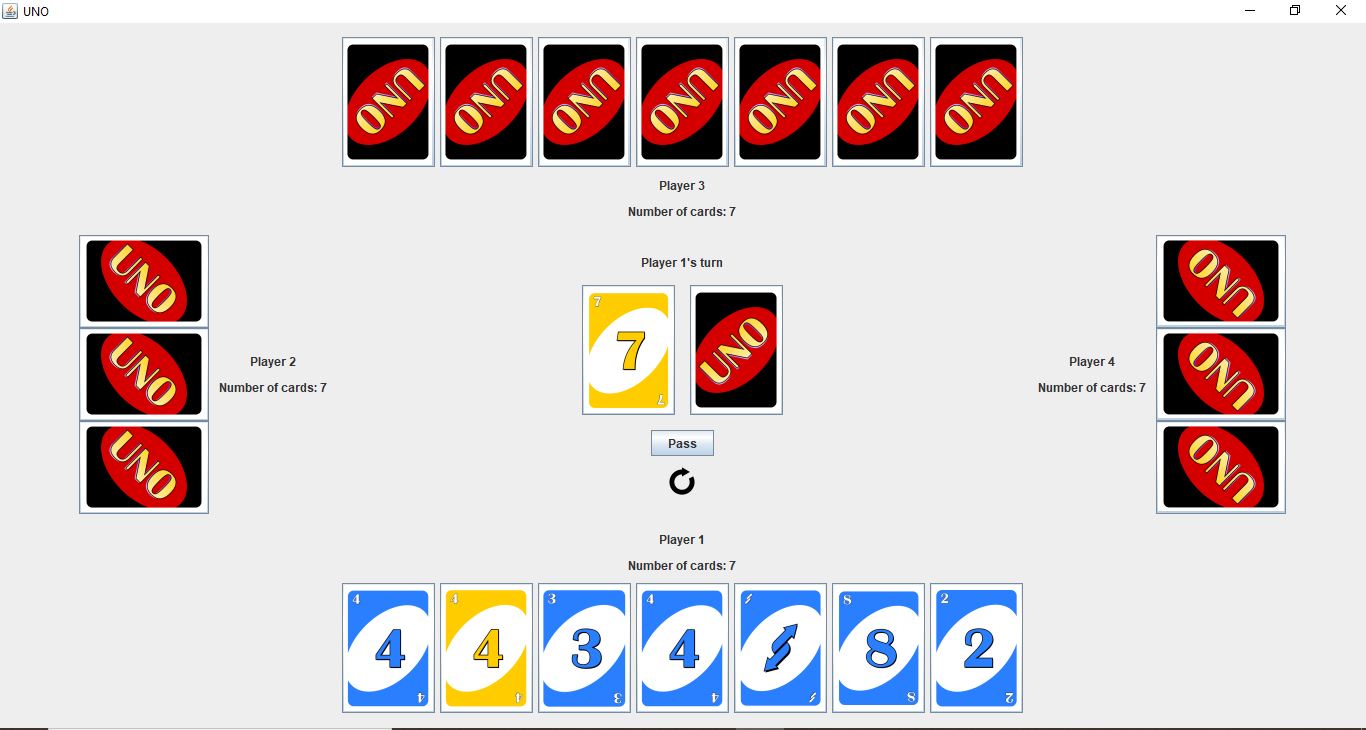 UNO
UNO UNO UNO UNO UNO UNO UNO
Player 3
Number of cards: 7
Player 1's turn
UNO
UNO
UNO
Player 2
Number of cards: 7
7
7
7
UNO
Player 4
Number of cards: 7
UNO
UNO
UNO
Pass
Player 1
Number of cards: 7
4 4 3 4 8 2
4 4 3 4 8 2
4 4 3 4 8 2